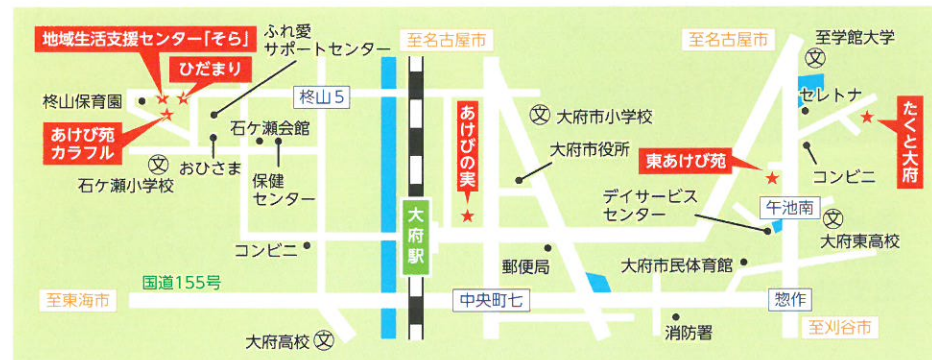 地域生活支援センター「そら」
ひだまり
ふれ愛
サポートセンター
至名古屋市
至名古屋市
至学館大学
文
柊山保育園
柊山5
セレトナ
たくと大府
あけび苑
カラフル
石ケ瀬会館
あけびの実
文
大府市小学校
大府市役所
東あけび苑
コンビニ
文
石ケ瀬小学校
おひさま
保健
センター
デイサービス
センター
午池南
文
大府東高校
大府駅
コンビニ
郵便局
大府市民体育館
国道155号
至東海市
中央町七
惣作
大府高校
文
消防署
至刈谷市